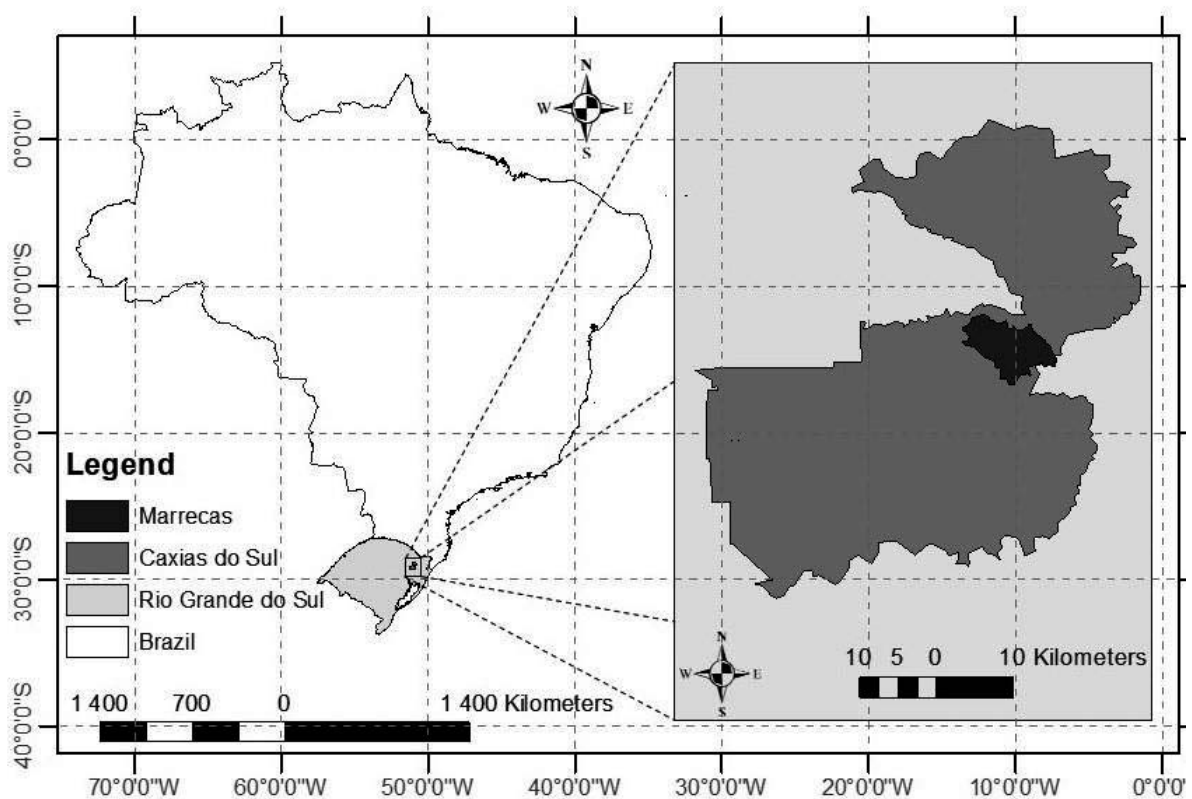 N
W E
S
0°0'0"
10°0'0"S
20°0'0"S
30°0'0"S
40°0'0"S
Legend
Marrecas
Caxias do Sul
Rio Grande do Sul
Brazil
1 400 700 0 1 400 Kilometers
N
W E
S
10 5 0 10 Kilometers
70°0'0"W 60°0'0"W 50°0'0"W 40°0'0"W 30°0'0"W 20°0'0"W 10°0'0"W 0°0'0"